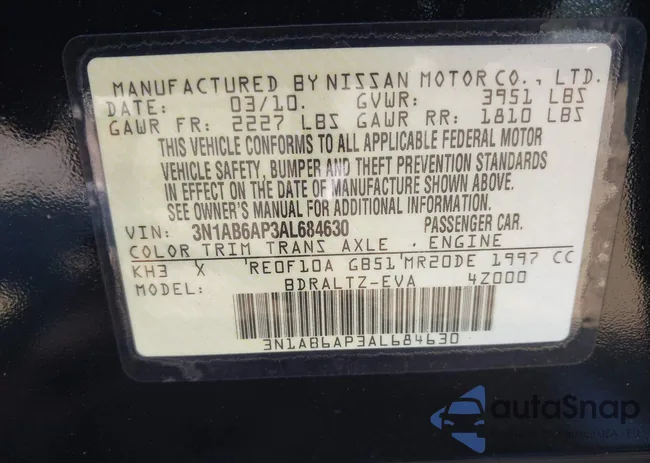 MANUFACTURED BY NISSAN MOTOR CO., LTD.
DATE: 03/10. GVWR: 3951 LBS
GAWR FR: 2227 LBS GAWR RR: 1810 LBS
THIS VEHICLE CONFORMS TO ALL APPLICABLE FEDERAL MOTOR
VEHICLE SAFETY, BUMPER AND THEFT PREVENTION STANDARDS
IN EFFECT ON THE DATE OF MANUFACTURE SHOWN ABOVE.
SEE OWNER'S MANUAL FOR ADDITIONAL INFORMATION.
VIN: 3N1AB6AP3AL684630 PASSENGER CAR.
COLOR TRIM TRANS AXLE . ENGINE
KH3 X RE0F10A GB51 MR20DE 1997 CC
MODEL: BDRALTZ-EVA 4Z000
3N1AB6AP3AL684630
autoSnap